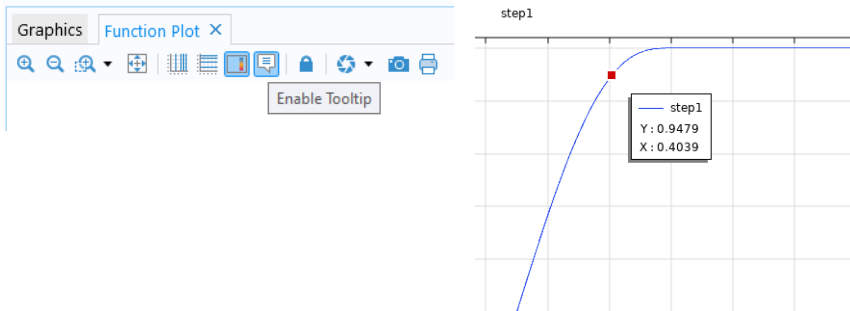 Graphics
Function Plot
Enable Tooltip
step1
step1
Y : 0.9479
X : 0.4039